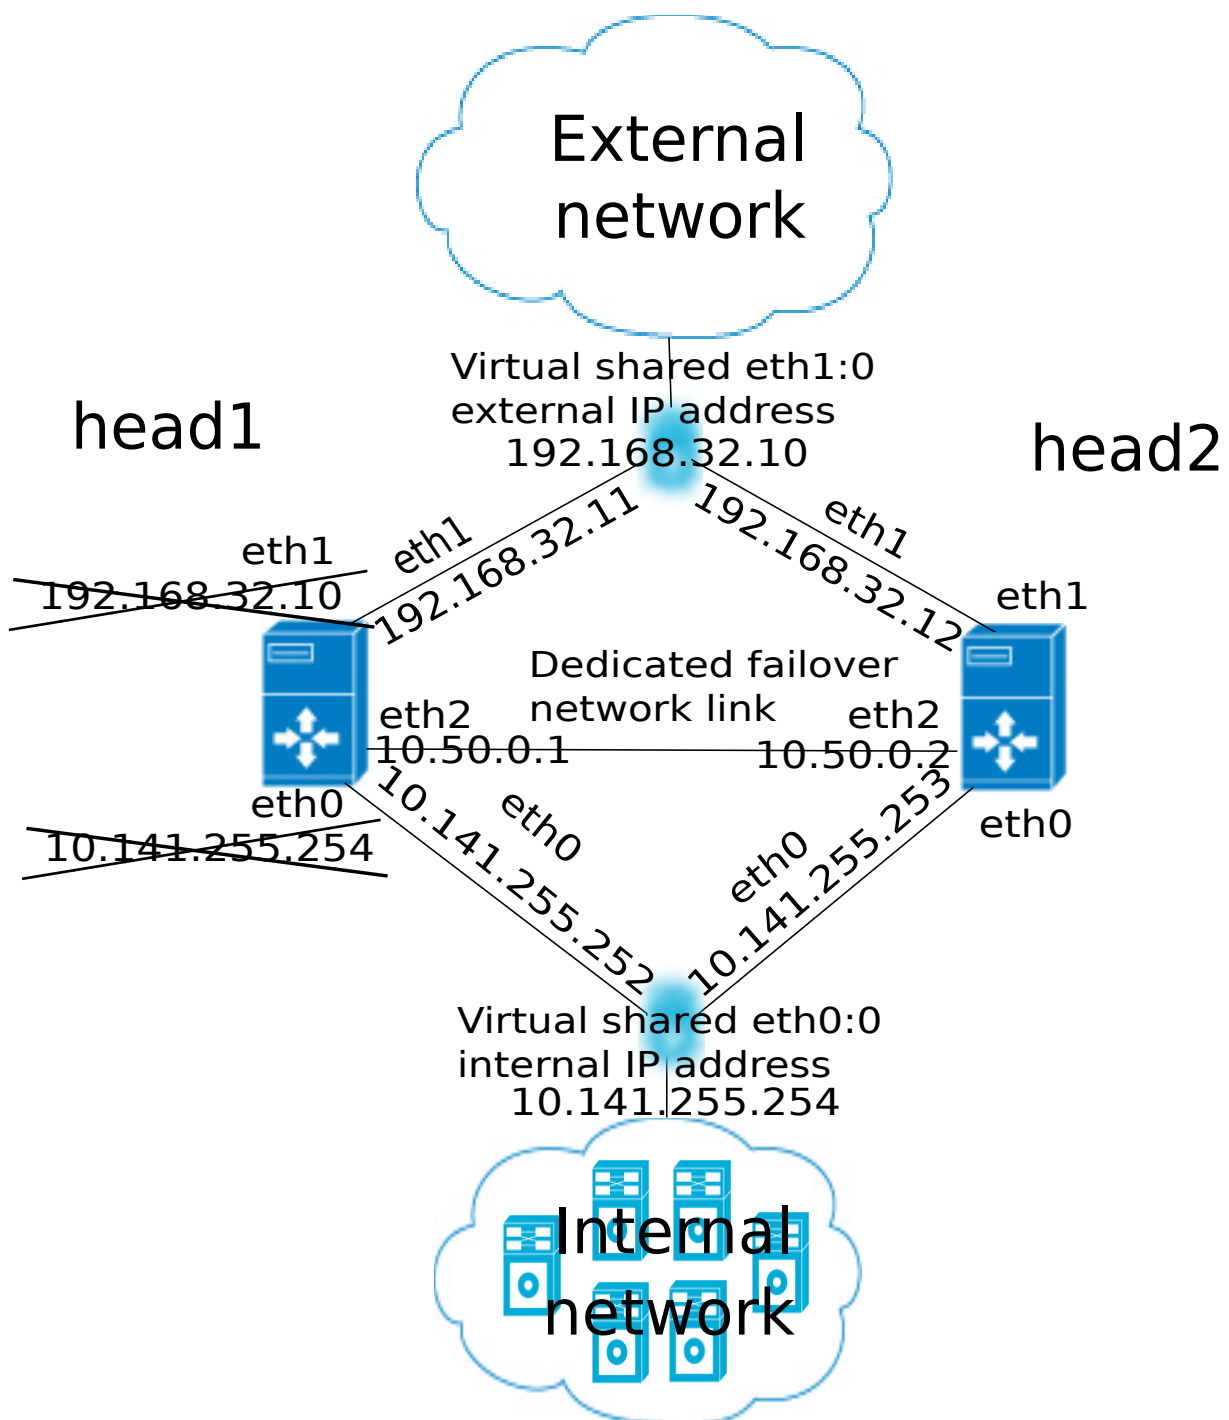 External
network
Virtual shared eth1:0
external IP address
192.168.32.10
head1
head2
eth1
192.168.32.11
eth1
192.168.32.12
eth1
192.168.32.10
eth1
Dedicated failover
network link
eth2
10.50.0.1
eth2
10.50.0.2
eth0
10.141.255.254
eth0
10.141.255.252
eth0
10.141.255.253
eth0
Virtual shared eth0:0
internal IP address
10.141.255.254
Internal
network